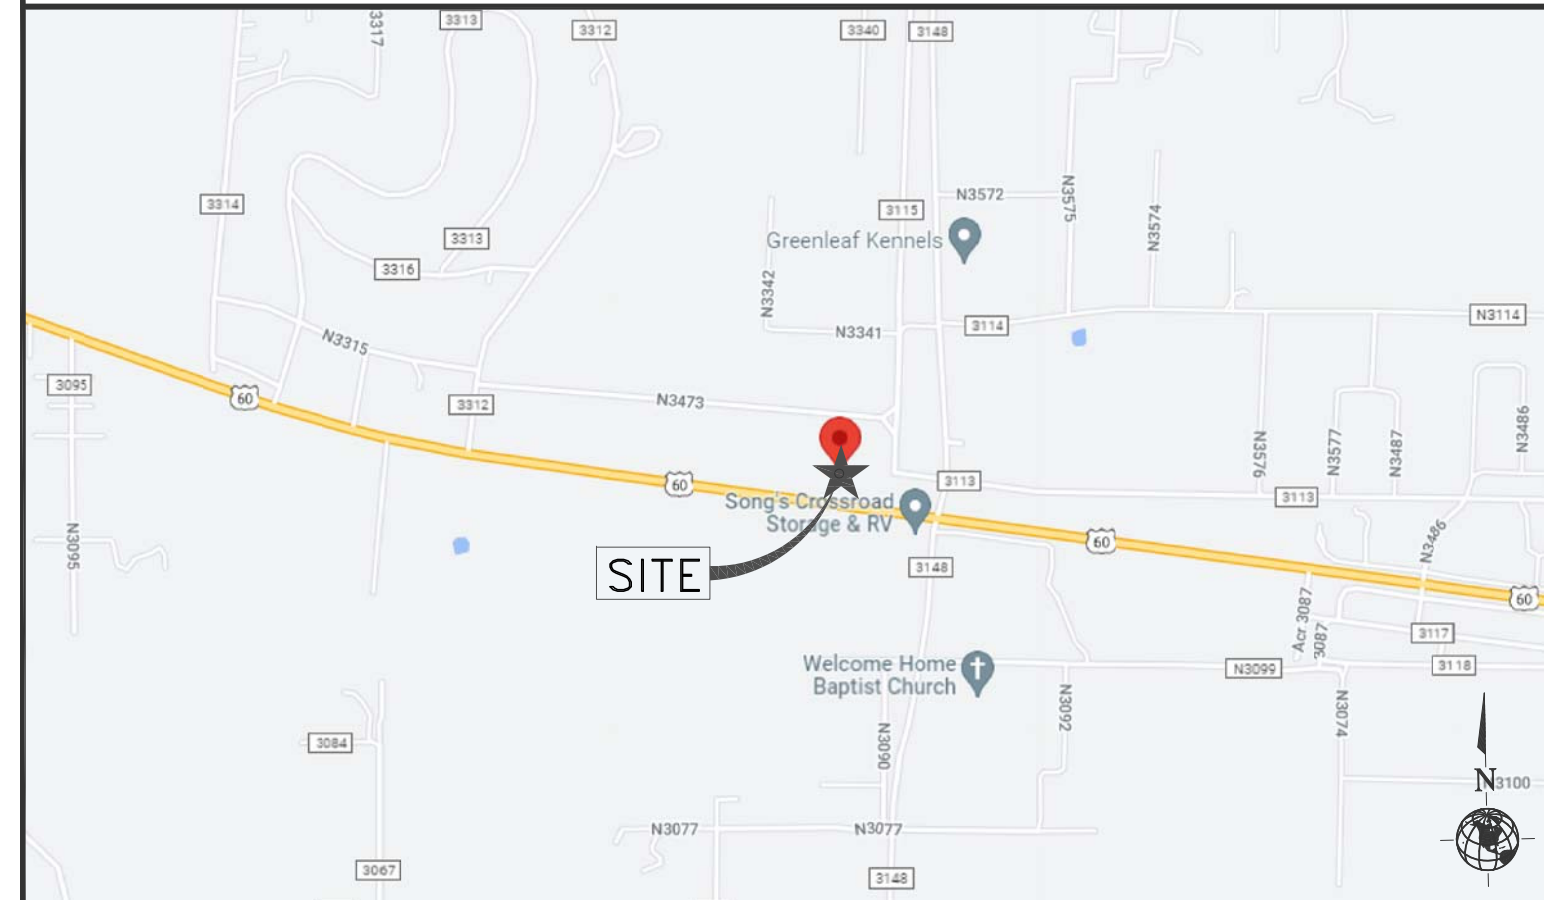 3317
3313
3312
3340
3148
3314
3115
N3572
N3575
N3574
3313
Greenleaf Kennels
3316
N3342
N3341
3114
N3114
N3315
3095
60
3312
N3473
N3576
N3577
N3487
N3486
60
3113
3113
Song's Crossroad
Storage & RV
N3095
60
N3486
SITE
3148
60
Acr 3087
3087
3117
Welcome Home
Baptist Church
N3099
3118
N3092
N3074
3084
N3090
N
N3100
N3077
N3077
3067
3148